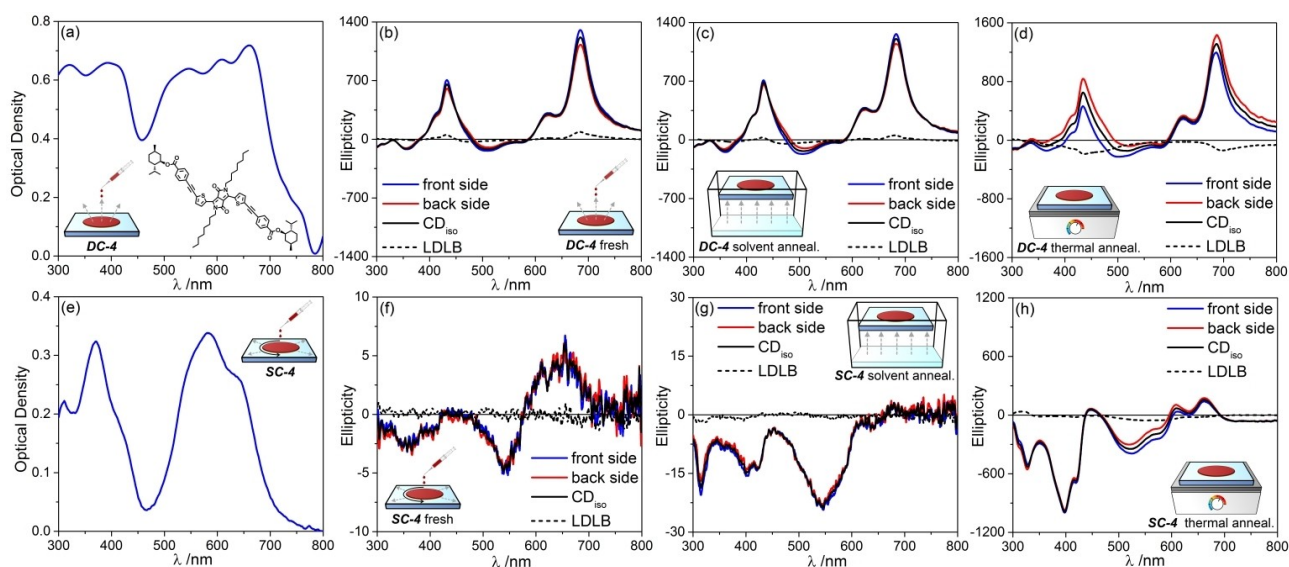 (a)
Optical Density
0.8
0.6
0.4
0.2
0.0
300 400 500 600 700 800
λ /nm
DC-4
N
O
S
(b)
Ellipticity
1400
700
0
-700
-1400
front side
back side
CDiso
LDLB
DC-4 fresh
300 400 500 600 700 800
λ /nm
(c)
Ellipticity
1400
700
0
-700
-1400
front side
back side
CDiso
LDLB
DC-4 solvent anneal.
300 400 500 600 700 800
λ /nm
(d)
Ellipticity
1600
800
0
-800
-1600
front side
back side
CDiso
LDLB
DC-4 thermal anneal.
300 400 500 600 700 800
λ /nm
(e)
Optical Density
0.4
0.3
0.2
0.1
0.0
SC-4
300 400 500 600 700 800
λ /nm
(f)
Ellipticity
10
5
0
-5
-10
front side
back side
CDiso
LDLB
SC-4 fresh
300 400 500 600 700 800
λ /nm
(g)
Ellipticity
30
15
0
-15
-30
front side
back side
CDiso
LDLB
SC-4 solvent anneal.
300 400 500 600 700 800
λ /nm
(h)
Ellipticity
1200
600
0
-600
-1200
front side
back side
CDiso
LDLB
SC-4 thermal anneal.
300 400 500 600 700 800
λ /nm